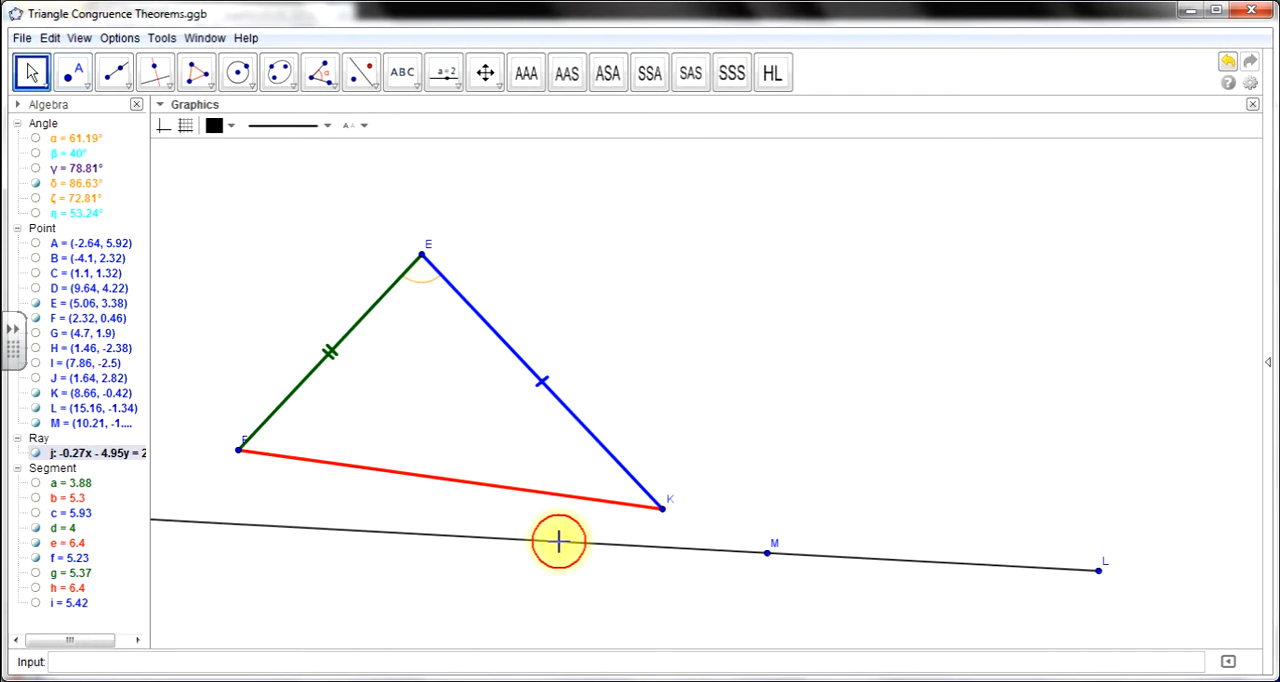 Triangle Congruence Theorems.ggb
File Edit View Options Tools Window Help
A ABC a=2 AAA AAS ASA SSA SAS SSS HL
Algebra
Graphics
Angle
α = 61.19°
β = 40°
γ = 78.81°
δ = 86.63°
ζ = 72.81°
η = 53.24°
Point
A = (-2.64, 5.92)
B = (-4.1, 2.32)
C = (1.1, 1.32)
D = (9.64, 4.22)
E = (5.06, 3.38)
F = (2.32, 0.46)
G = (4.7, 1.9)
H = (1.46, -2.38)
I = (7.86, -2.5)
J = (1.64, 2.82)
K = (8.66, -0.42)
L = (15.16, -1.34)
M = (10.21, -1....
Ray
j: -0.27x - 4.95y = 2
Segment
a = 3.88
b = 5.3
c = 5.93
d = 4
e = 6.4
f = 5.23
g = 5.37
h = 6.4
i = 5.42
E
F
K
M
L
Input: